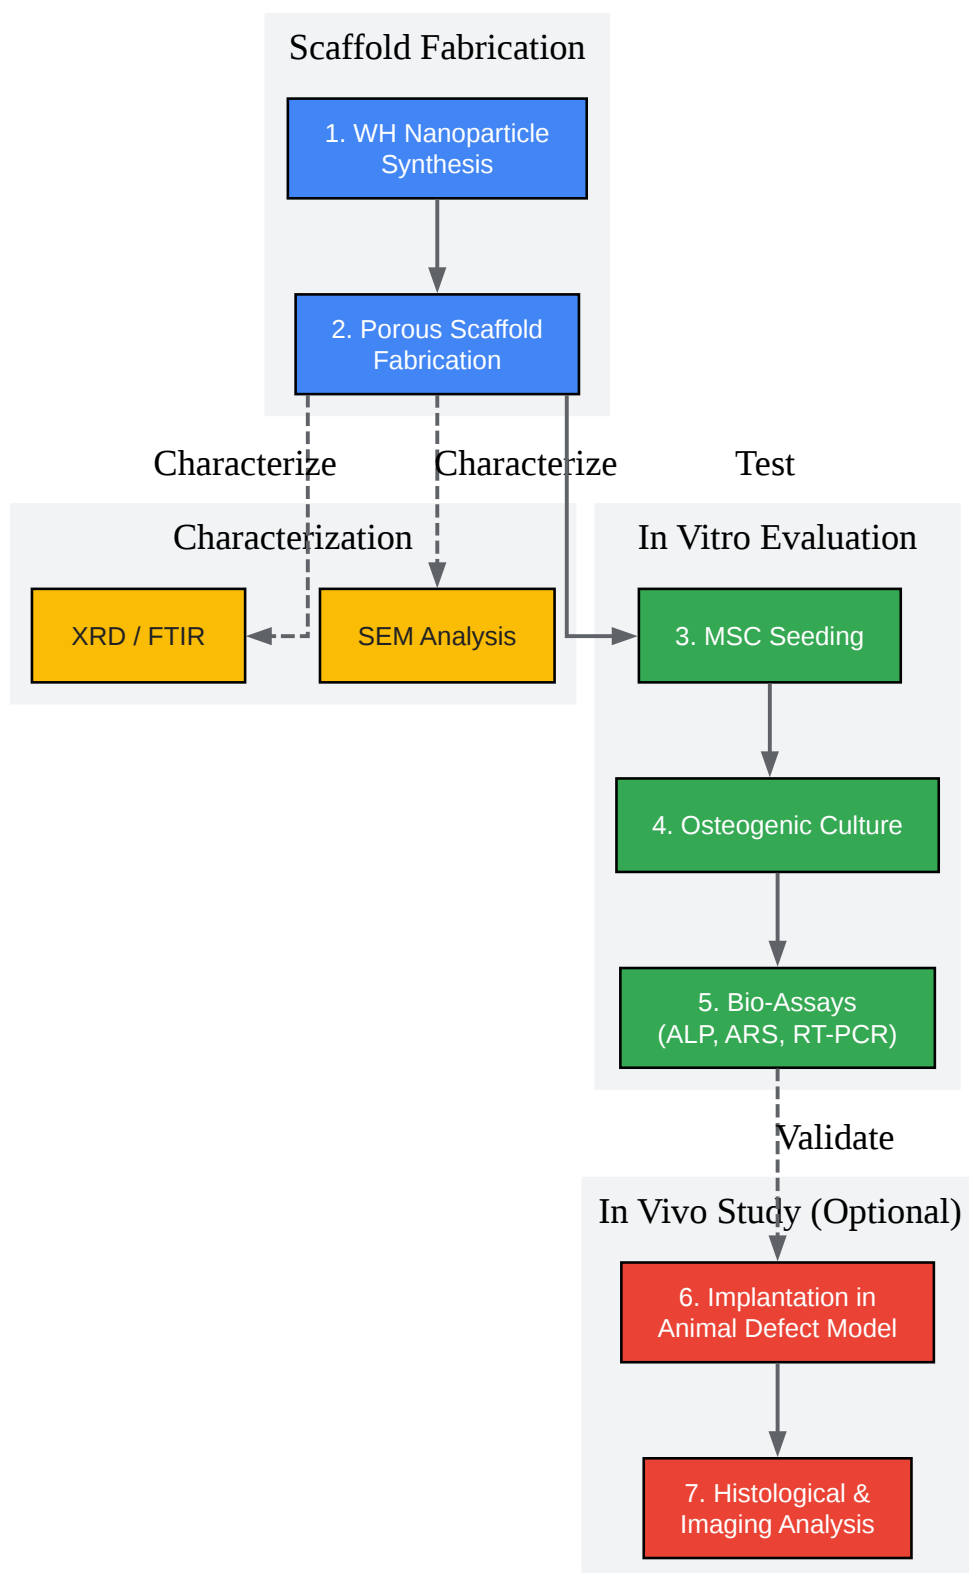 Scaffold Fabrication
1. WH Nanoparticle
Synthesis
2. Porous Scaffold
Fabrication
Characterize
Characterize
Test
Characterization
In Vitro Evaluation
XRD / FTIR
SEM Analysis
3. MSC Seeding
4. Osteogenic Culture
5. Bio-Assays
(ALP, ARS, RT-PCR)
Validate
In Vivo Study (Optional)
6. Implantation in
Animal Defect Model
7. Histological &
Imaging Analysis